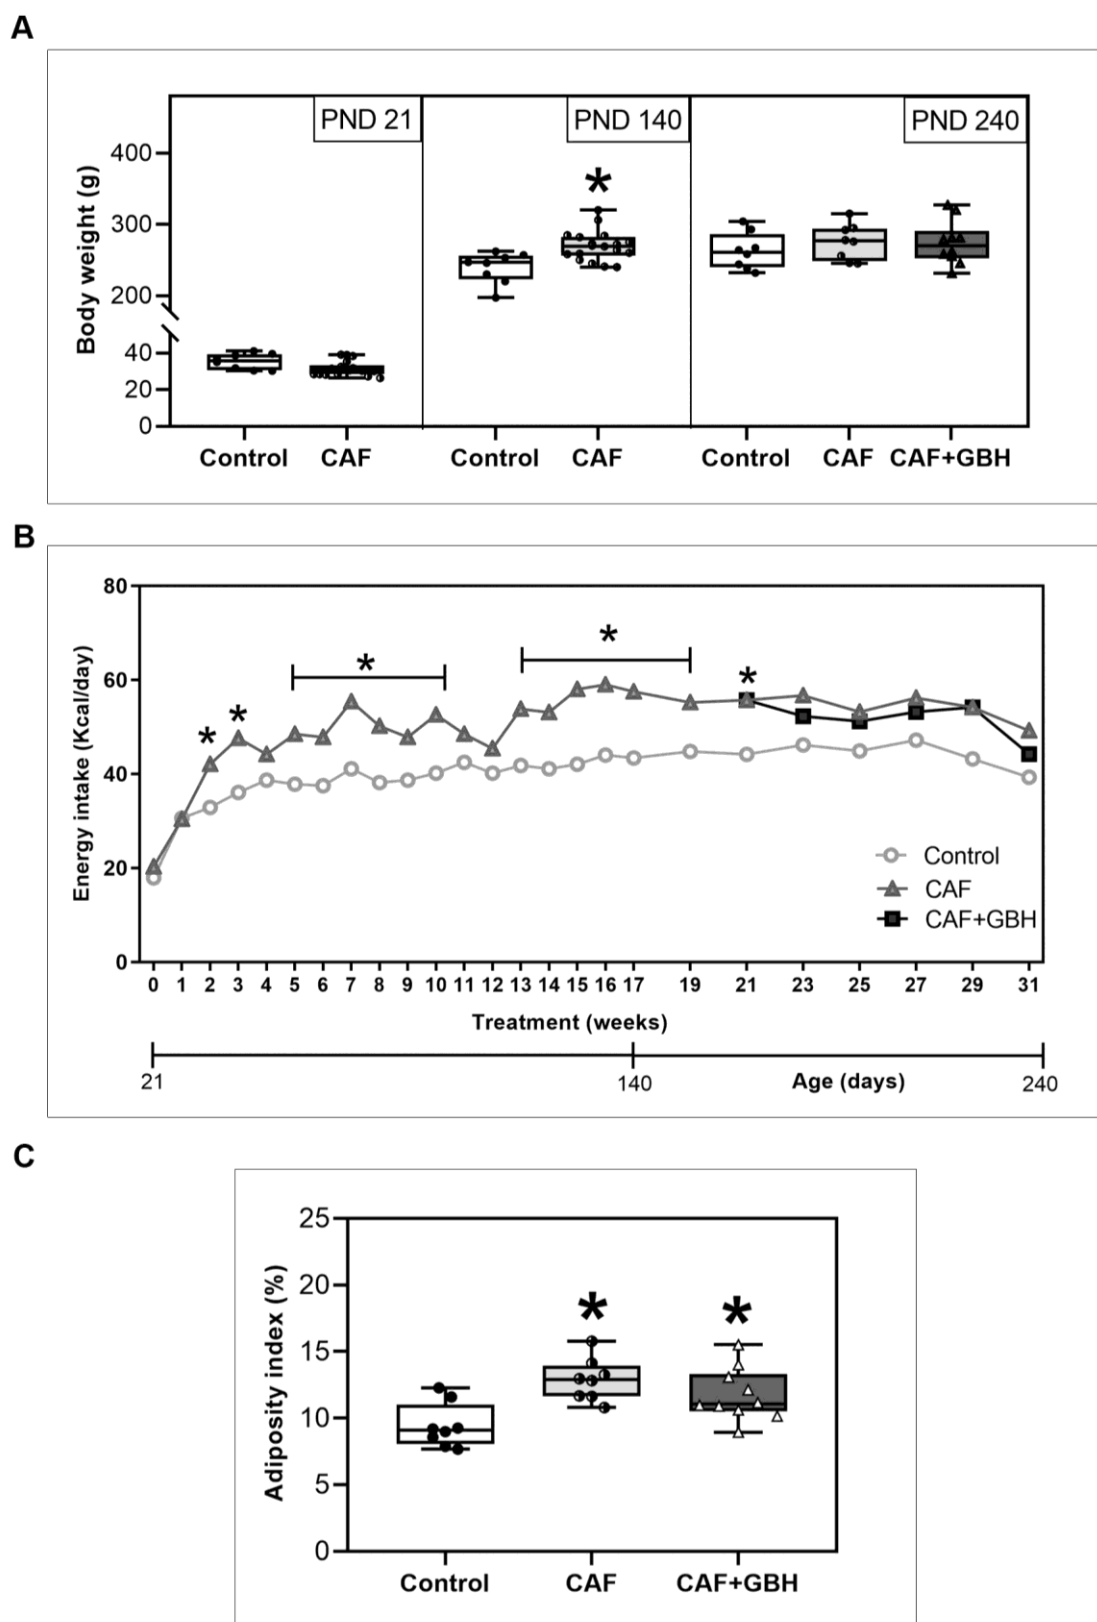 A
PND 21
PND 140
PND 240
Body weight (g)
400
300
200
40
20
0
*
Control CAF Control CAF Control CAF CAF+GBH
B
Energy intake (Kcal/day)
80
60
40
20
0
* * * * *
Control
CAF
CAF+GBH
0 1 2 3 4 5 6 7 8 9 10 11 12 13 14 15 16 17 19 21 23 25 27 29 31
Treatment (weeks)
21 140 Age (days) 240
C
Adiposity index (%)
25
20
15
10
5
0
* *
Control CAF CAF+GBH